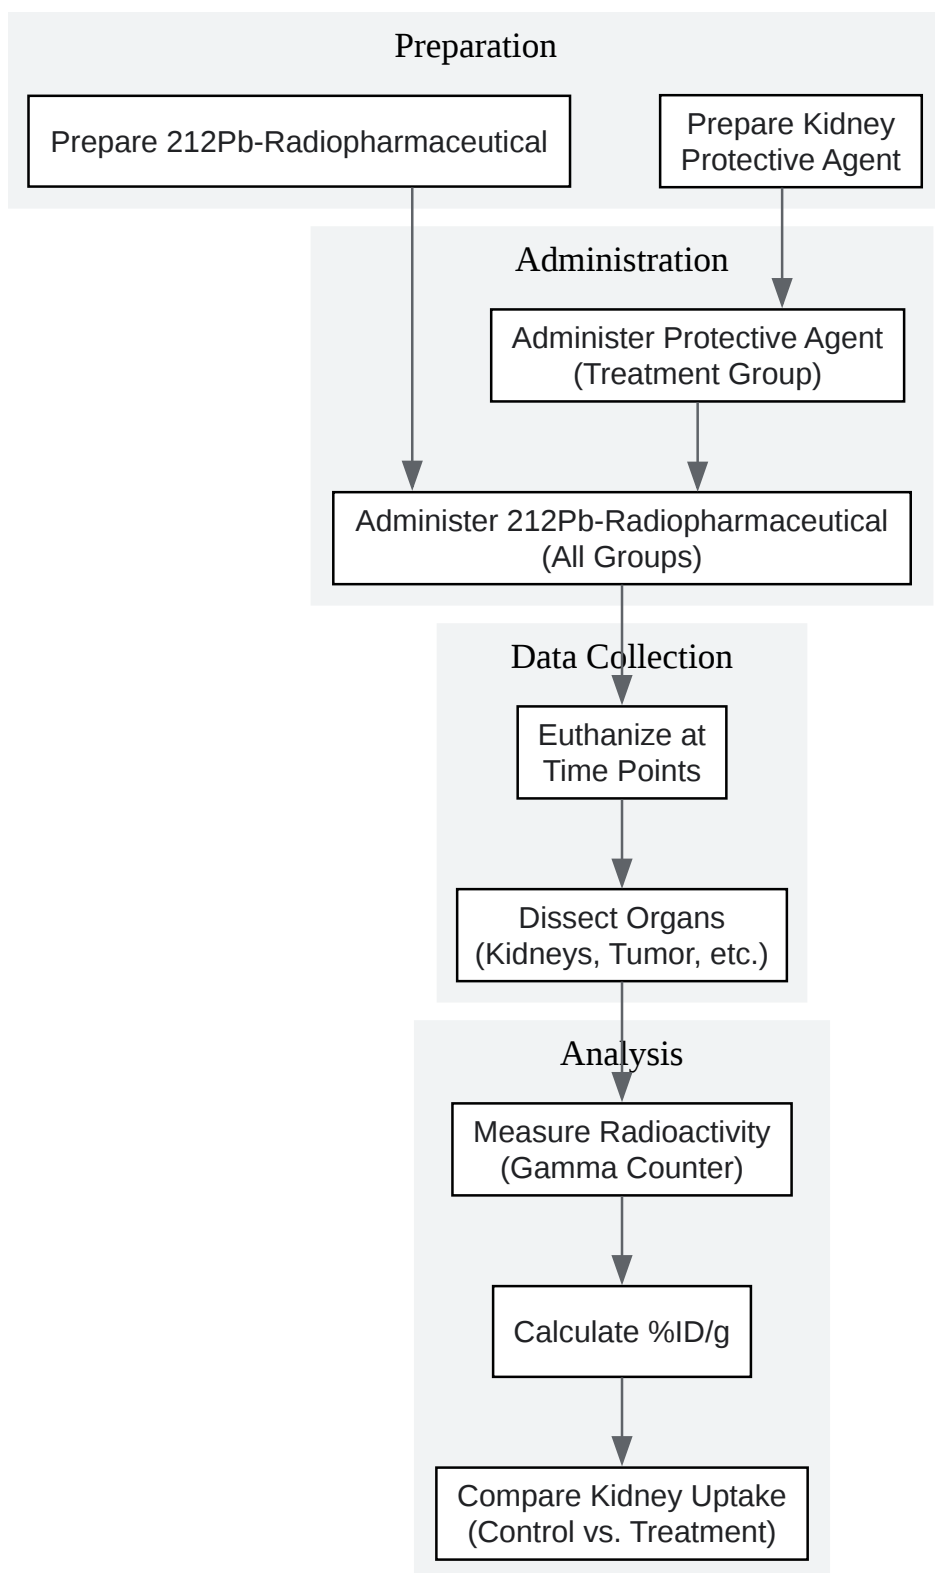 Preparation
Prepare 212Pb-Radiopharmaceutical
Prepare Kidney
Protective Agent
Administration
Administer Protective Agent
(Treatment Group)
Administer 212Pb-Radiopharmaceutical
(All Groups)
Data Collection
Euthanize at
Time Points
Dissect Organs
(Kidneys, Tumor, etc.)
Analysis
Measure Radioactivity
(Gamma Counter)
Calculate %ID/g
Compare Kidney Uptake
(Control vs. Treatment)